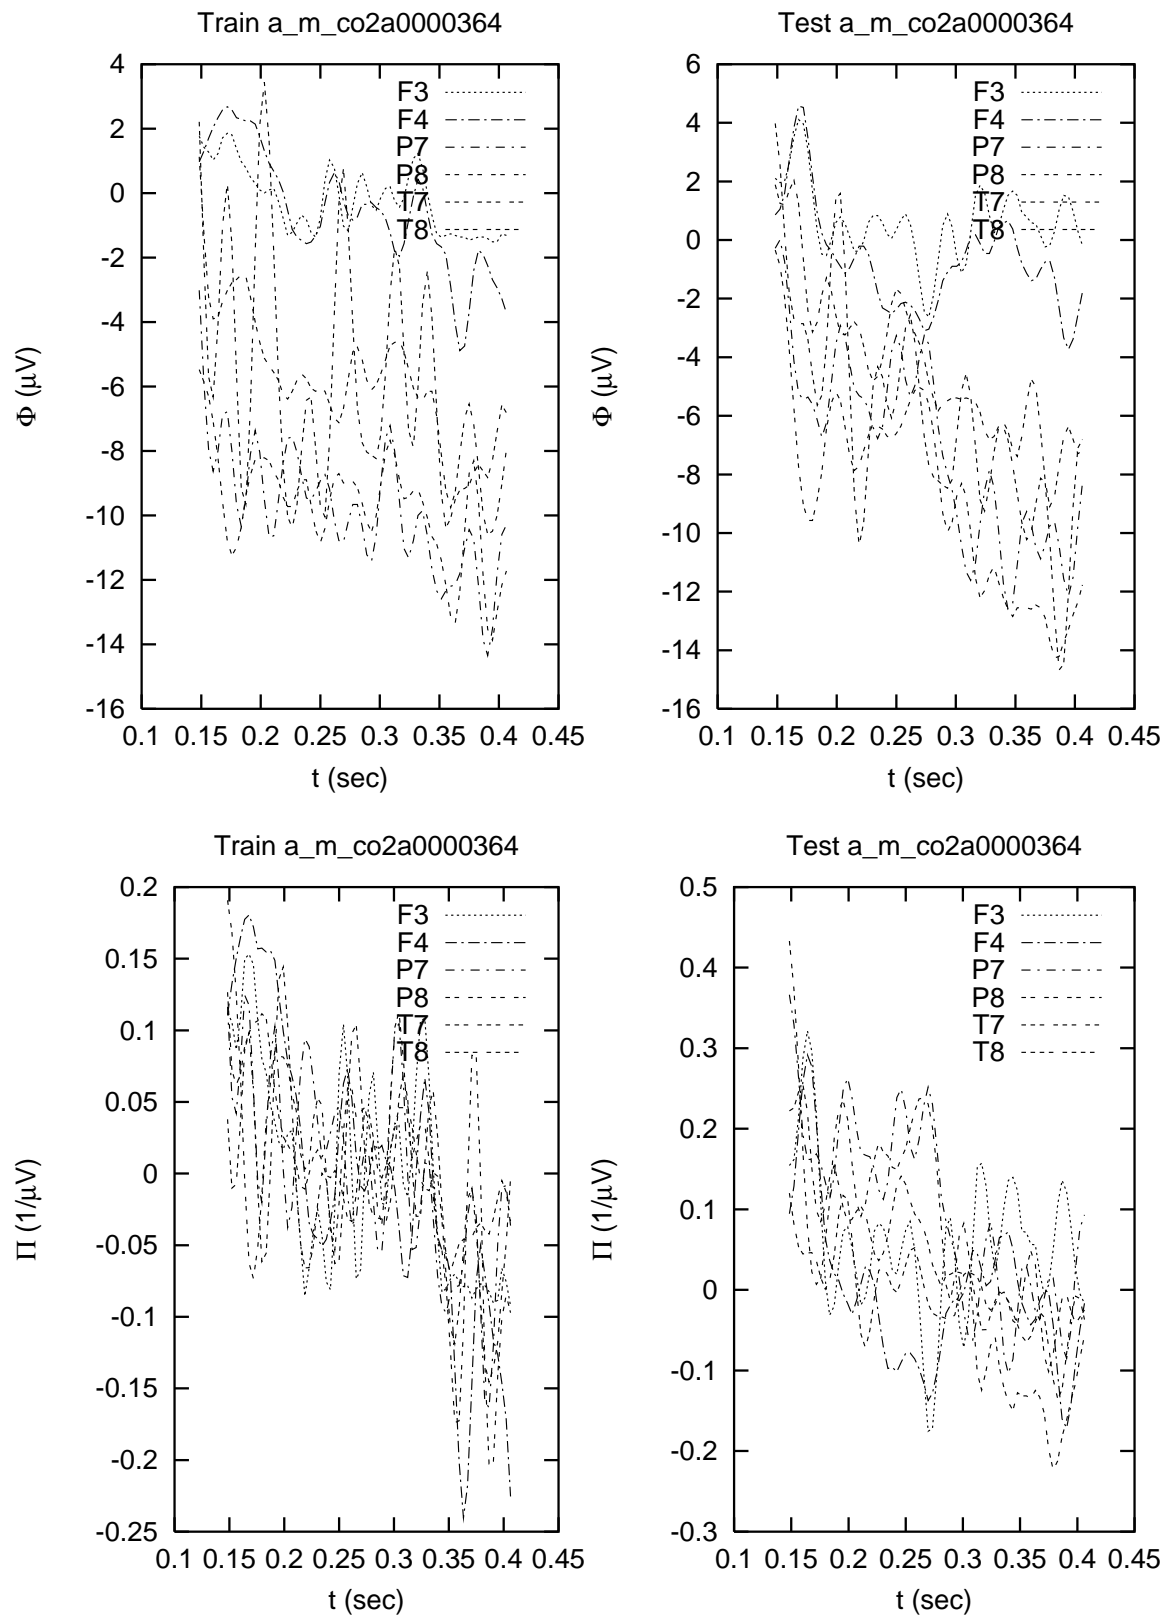 Train a_m_co2a0000364
4
2
0
-2
-4
-6
-8
-10
-12
-14
-16
0.1 0.15 0.2 0.25 0.3 0.35 0.4 0.45
t (sec)
Φ (μV)
F3
F4
P7
P8
T7
T8
Test a_m_co2a0000364
6
4
2
0
-2
-4
-6
-8
-10
-12
-14
-16
0.1 0.15 0.2 0.25 0.3 0.35 0.4 0.45
t (sec)
Φ (μV)
F3
F4
P7
P8
T7
T8
Train a_m_co2a0000364
0.2
0.15
0.1
0.05
0
-0.05
-0.1
-0.15
-0.2
-0.25
0.1 0.15 0.2 0.25 0.3 0.35 0.4 0.45
t (sec)
Π (1/μV)
F3
F4
P7
P8
T7
T8
Test a_m_co2a0000364
0.5
0.4
0.3
0.2
0.1
0
-0.1
-0.2
-0.3
0.1 0.15 0.2 0.25 0.3 0.35 0.4 0.45
t (sec)
Π (1/μV)
F3
F4
P7
P8
T7
T8